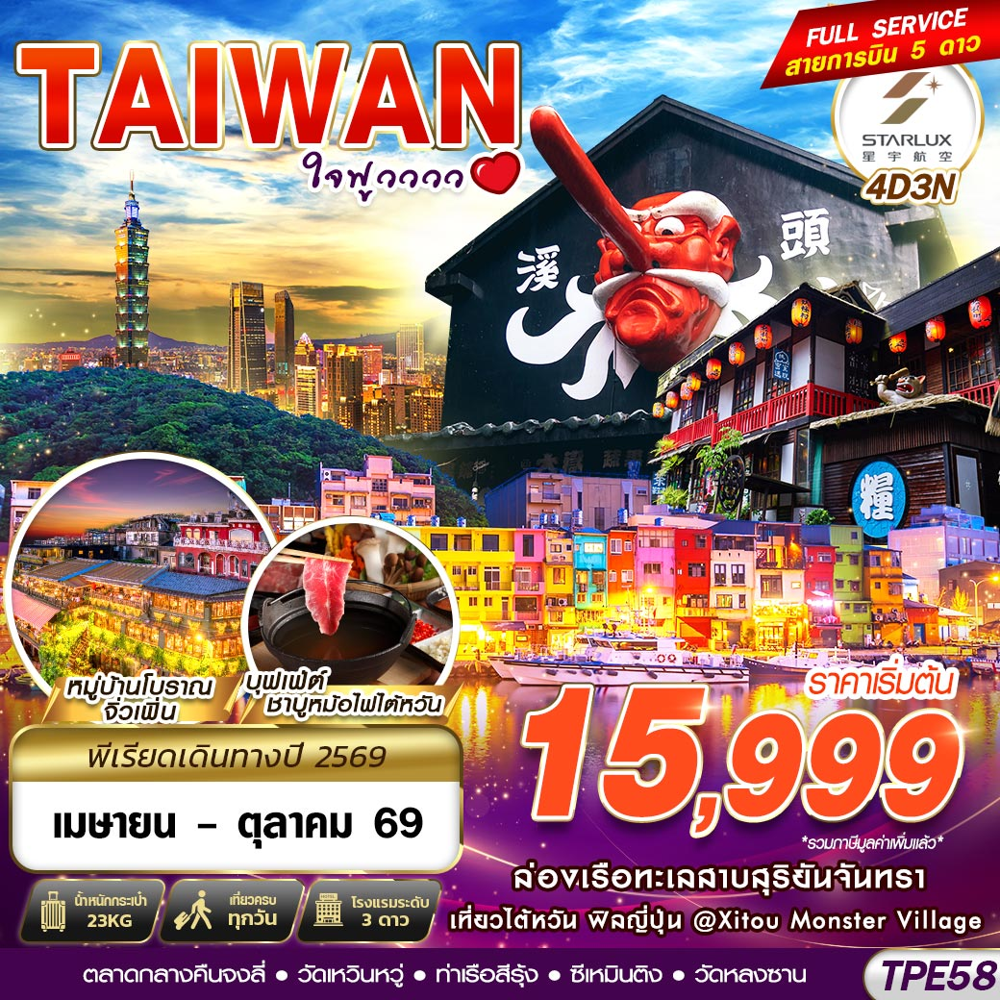 FULL SERVICE
สายการบิน 5 ดาว
TAIWAN
ใจฟูวววว
STARLUX
星宇航空
4D3N
溪頭
糧
หมู่บ้านโบราณ
จิ่วเฟิ่น
บุฟเฟ่ต์
ชาบูหม้อไฟไต้หวัน
ราคาเริ่มต้น
15,999
*รวมภาษีมูลค่าเพิ่มแล้ว*
พีเรียดเดินทางปี 2569
เมษายน - ตุลาคม 69
ล่องเรือทะเลสาบสุริยันจันทรา
เที่ยวไต้หวัน ฟิลญี่ปุ่น @Xitou Monster Village
น้ำหนักกระเป๋า
23KG
เที่ยวครบ
ทุกวัน
HOTEL
โรงแรมระดับ
3 ดาว
ตลาดกลางคืนจงลี่ • วัดเหวินหวู่ • ท่าเรือสีรุ้ง • ซีเหมินติง • วัดหลงซาน
TPE58